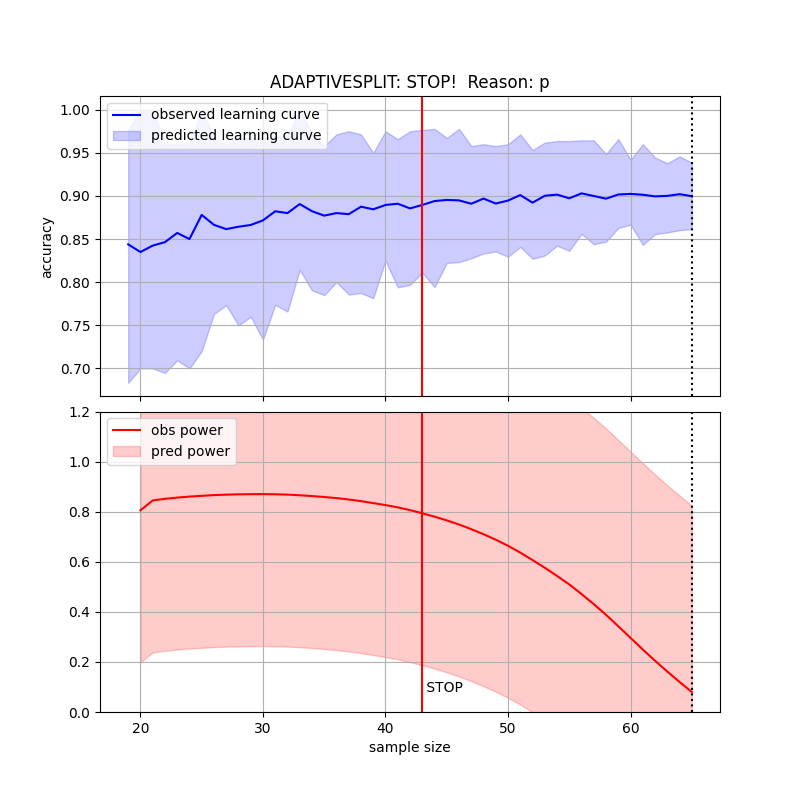 ADAPTIVESPLIT: STOP!  Reason: p
observed learning curve
predicted learning curve
1.00
0.95
0.90
0.85
0.80
0.75
0.70
accuracy
obs power
pred power
1.2
1.0
0.8
0.6
0.4
0.2
0.0
STOP
20 30 40 50 60
sample size